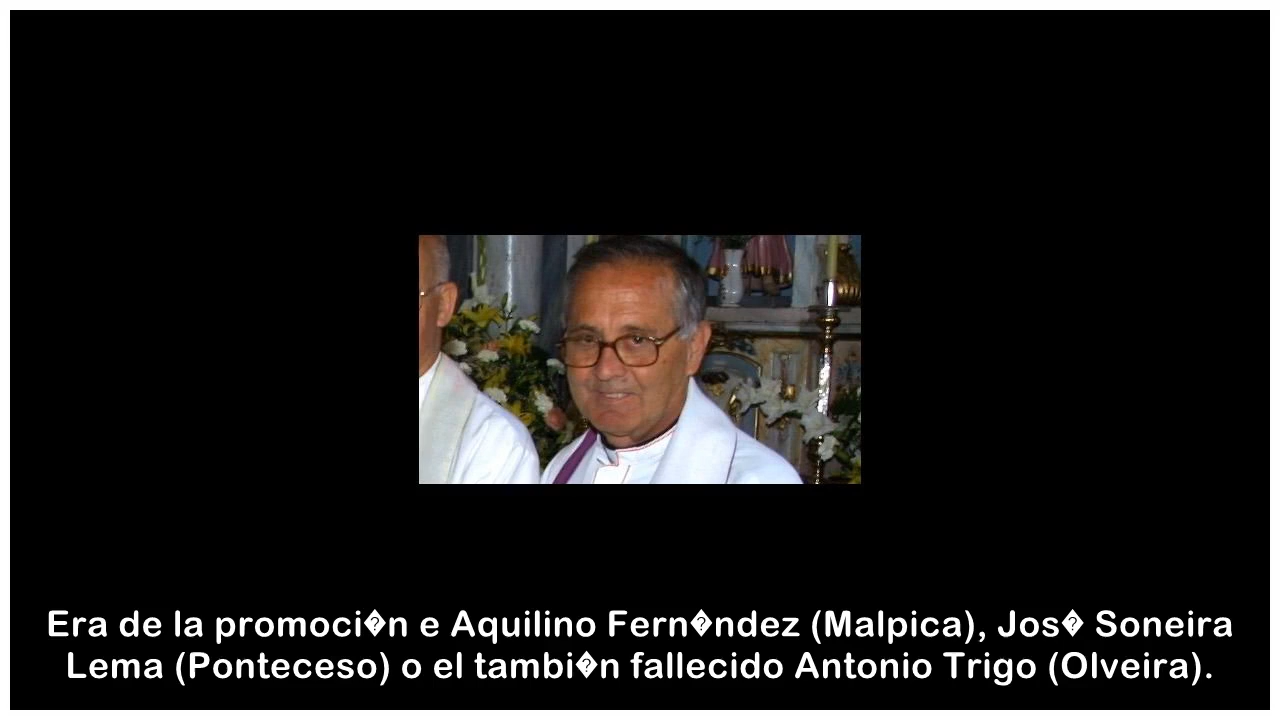 Era de la promoci�n e Aquilino Fern�ndez (Malpica), Jos� Soneira
Lema (Ponteceso) o el tambi�n fallecido Antonio Trigo (Olveira).